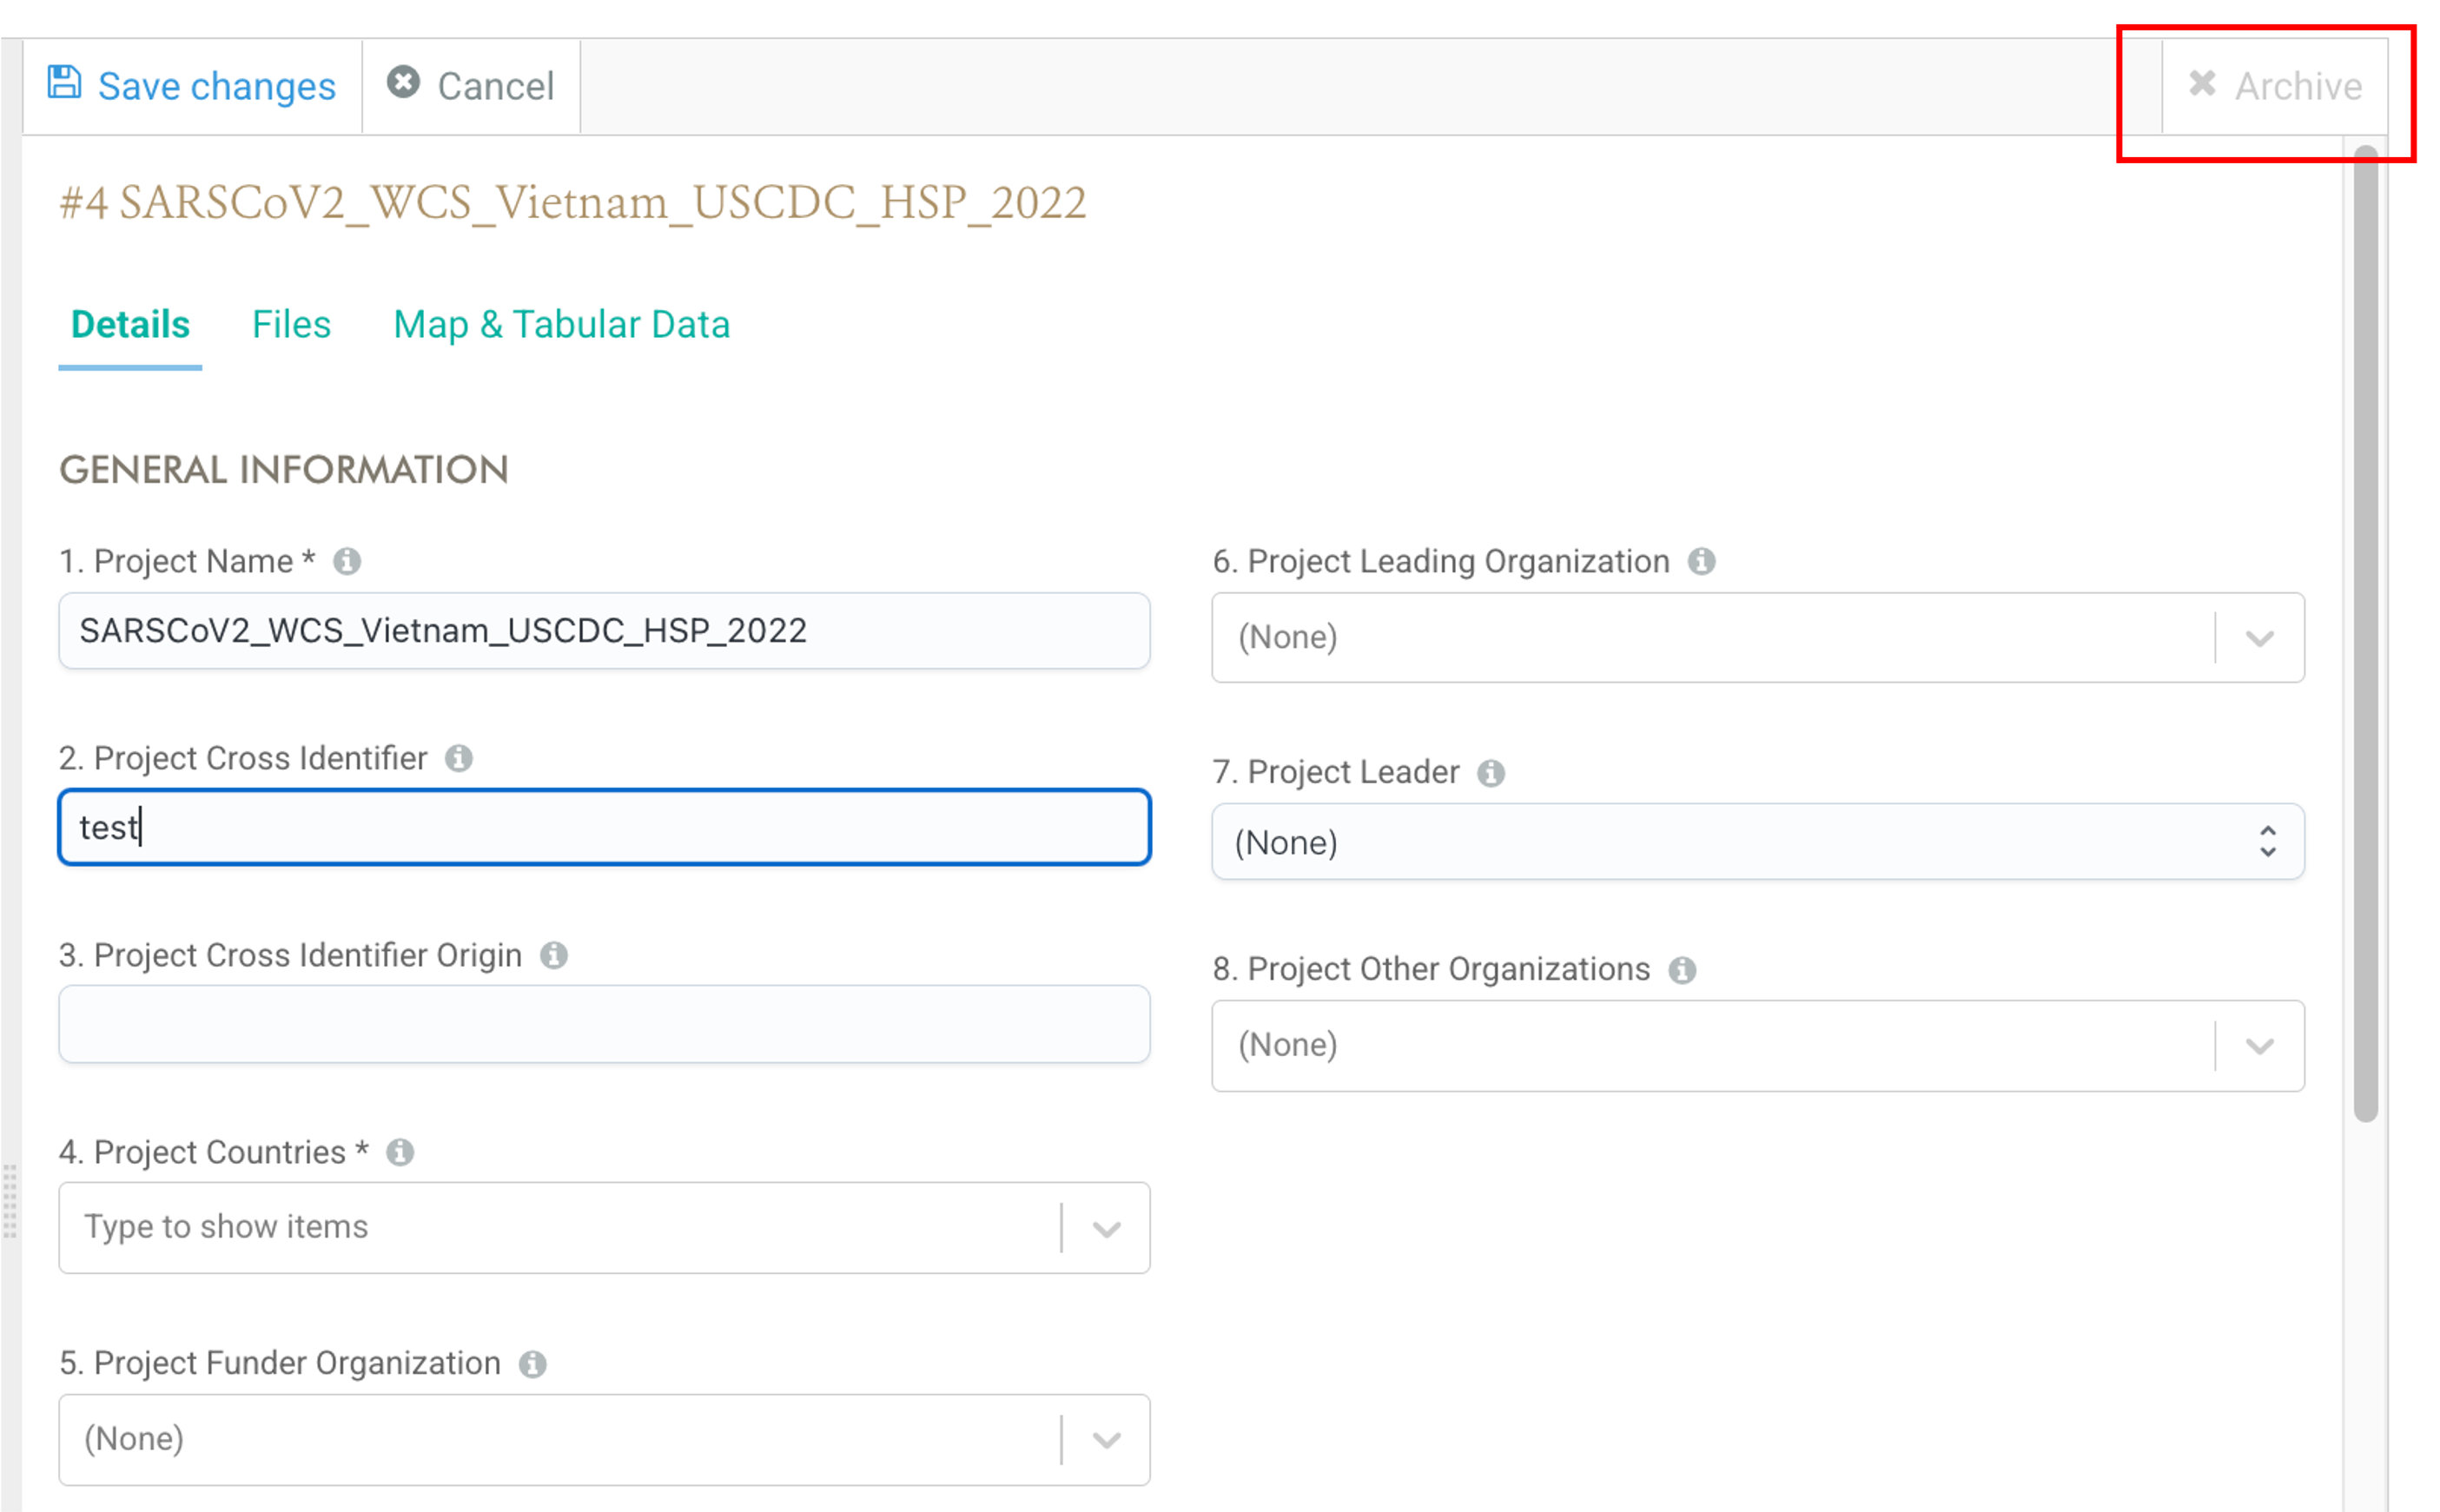 Save changes
Cancel
Archive
#4 SARSCoV2_WCS_Vietnam_USCDC_HSP_2022
Details
Files
Map & Tabular Data
GENERAL INFORMATION
1. Project Name *
SARSCoV2_WCS_Vietnam_USCDC_HSP_2022
2. Project Cross Identifier
test
3. Project Cross Identifier Origin
4. Project Countries *
Type to show items
5. Project Funder Organization
(None)
6. Project Leading Organization
(None)
7. Project Leader
(None)
8. Project Other Organizations
(None)